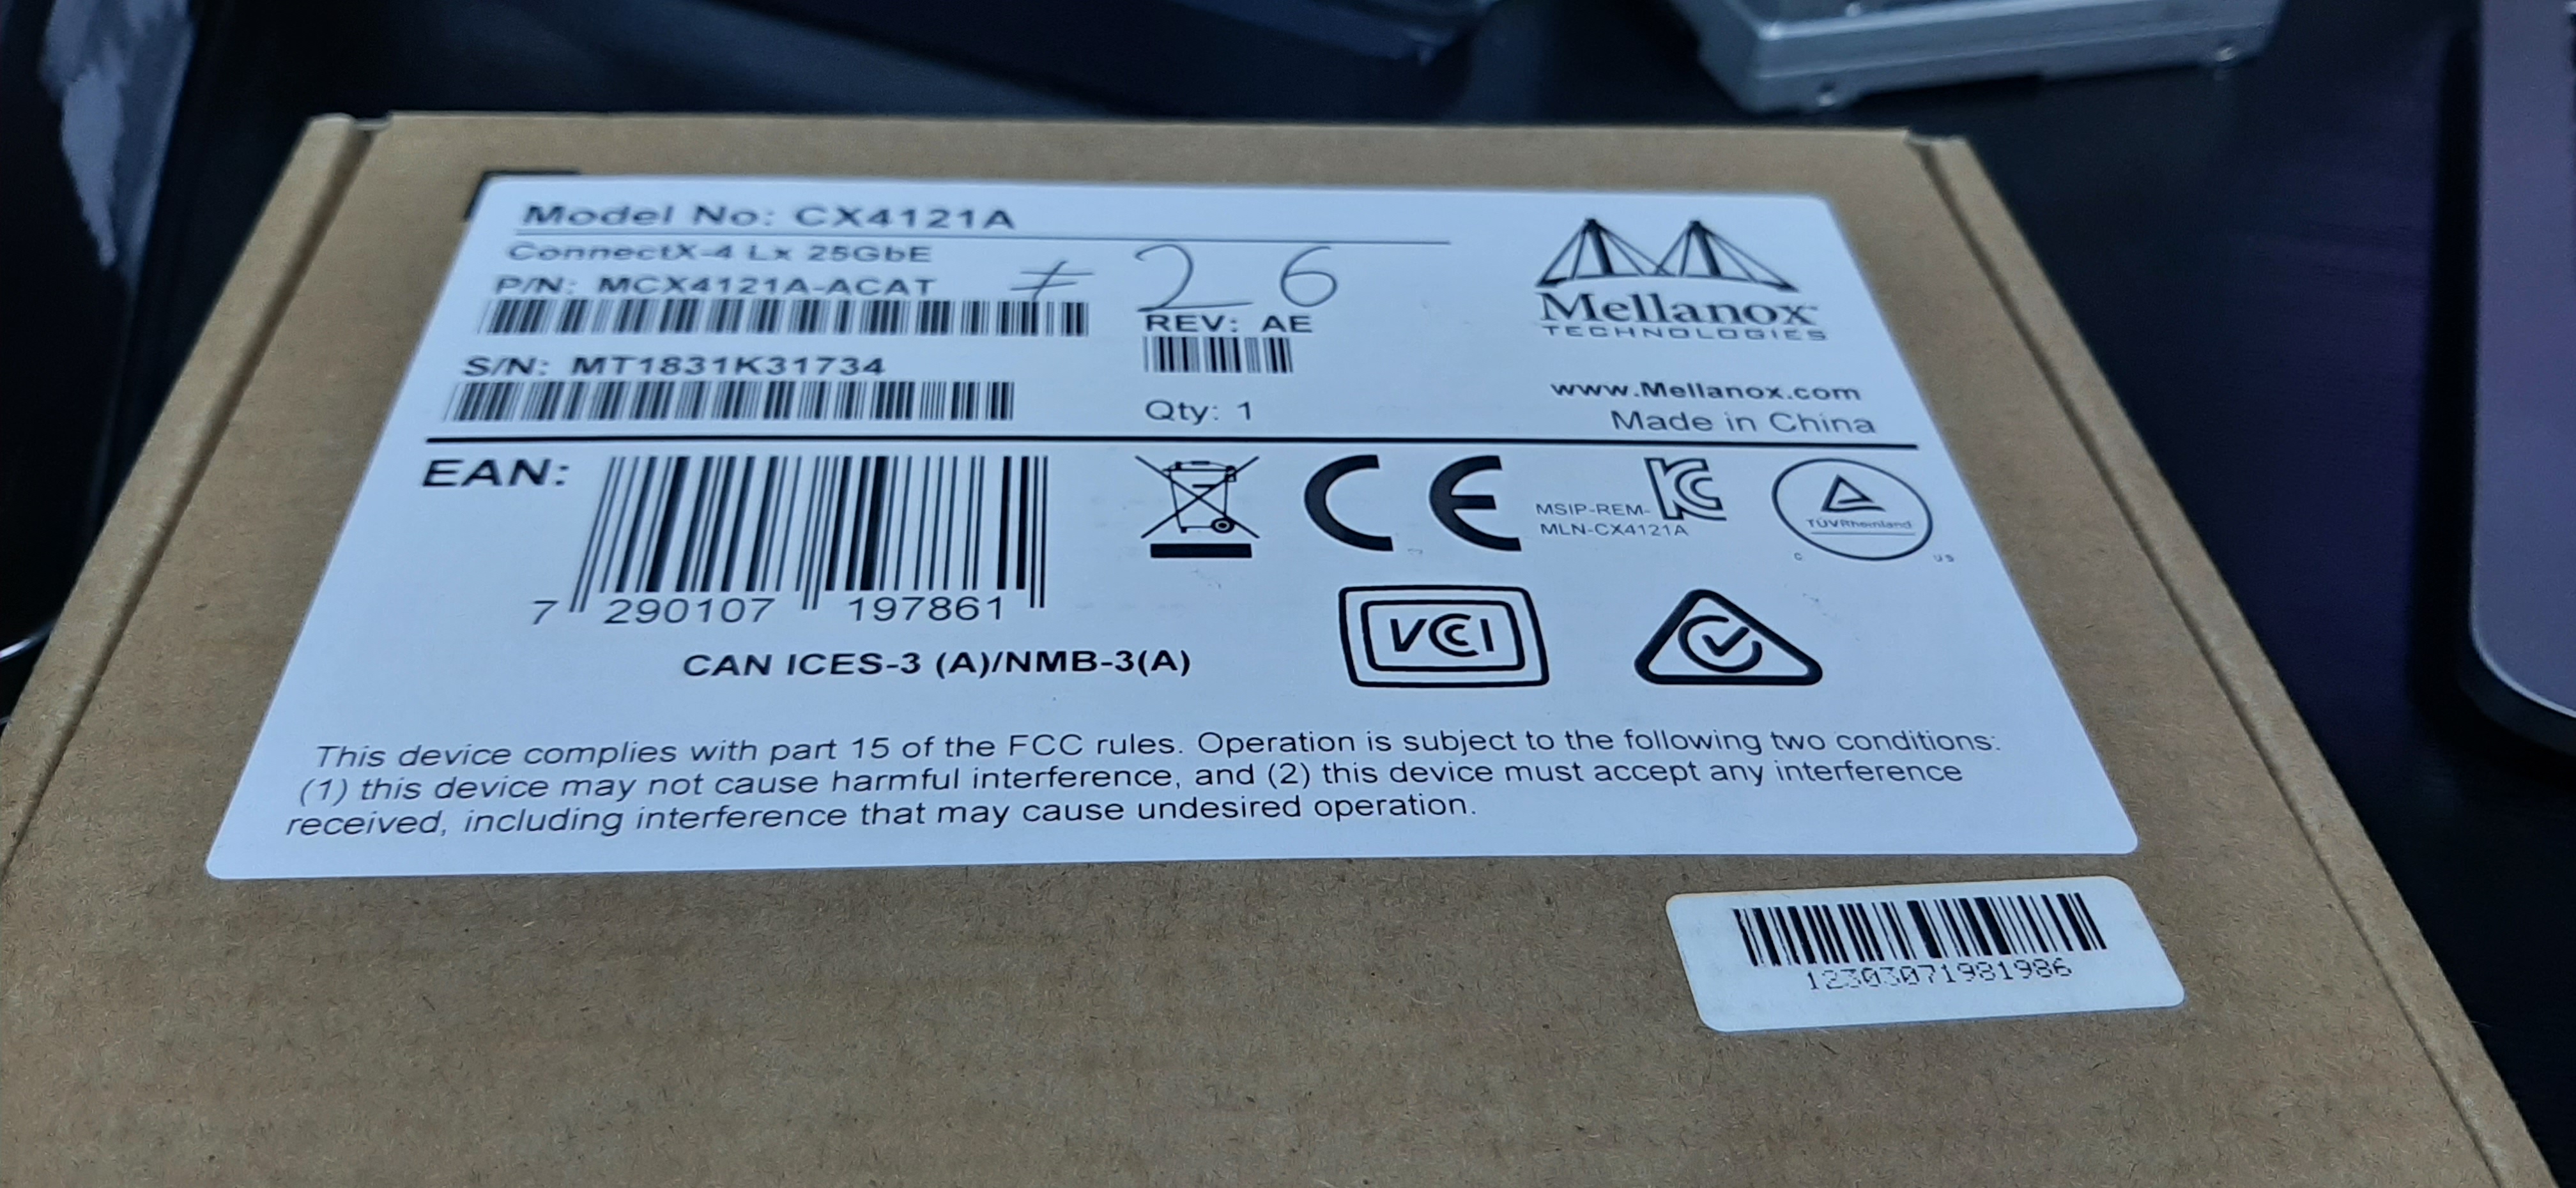 Model No: CX4121A
ConnectX-4 Lx 25GbE
P/N: MCX4121A-ACAT
# 26
REV: AE
S/N: MT1831K31734
Qty: 1
Mellanox
TECHNOLOGIES
www.Mellanox.com
Made in China
EAN:
7 290107 197861
CE
MSIP-REM-
MLN-CX4121A
KC
TÜVRheinland
C US
CAN ICES-3 (A)/NMB-3(A)
VCCI
This device complies with part 15 of the FCC rules. Operation is subject to the following two conditions:
(1) this device may not cause harmful interference, and (2) this device must accept any interference
received, including interference that may cause undesired operation.
12303071981986